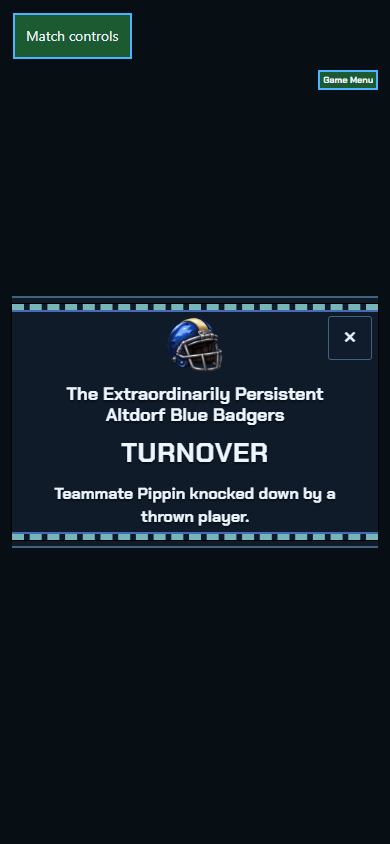 Match controls
Game Menu
×
The Extraordinarily Persistent
Altdorf Blue Badgers
TURNOVER
Teammate Pippin knocked down by a
thrown player.